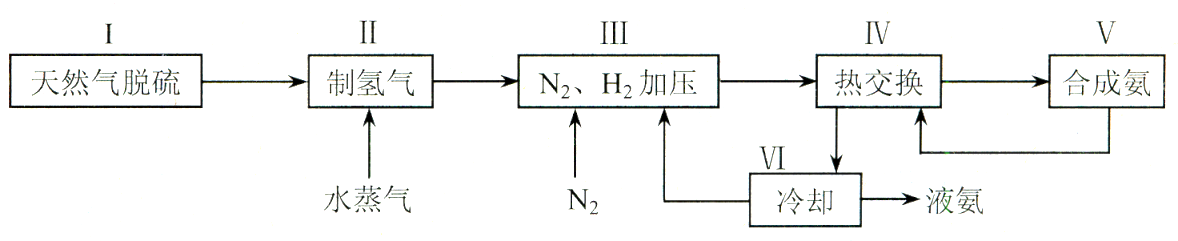 Ⅰ Ⅱ Ⅲ Ⅳ Ⅴ
天然气脱硫 制氢气 N₂、H₂加压 热交换 合成氨
Ⅵ
水蒸气 N₂ 冷却 液氨